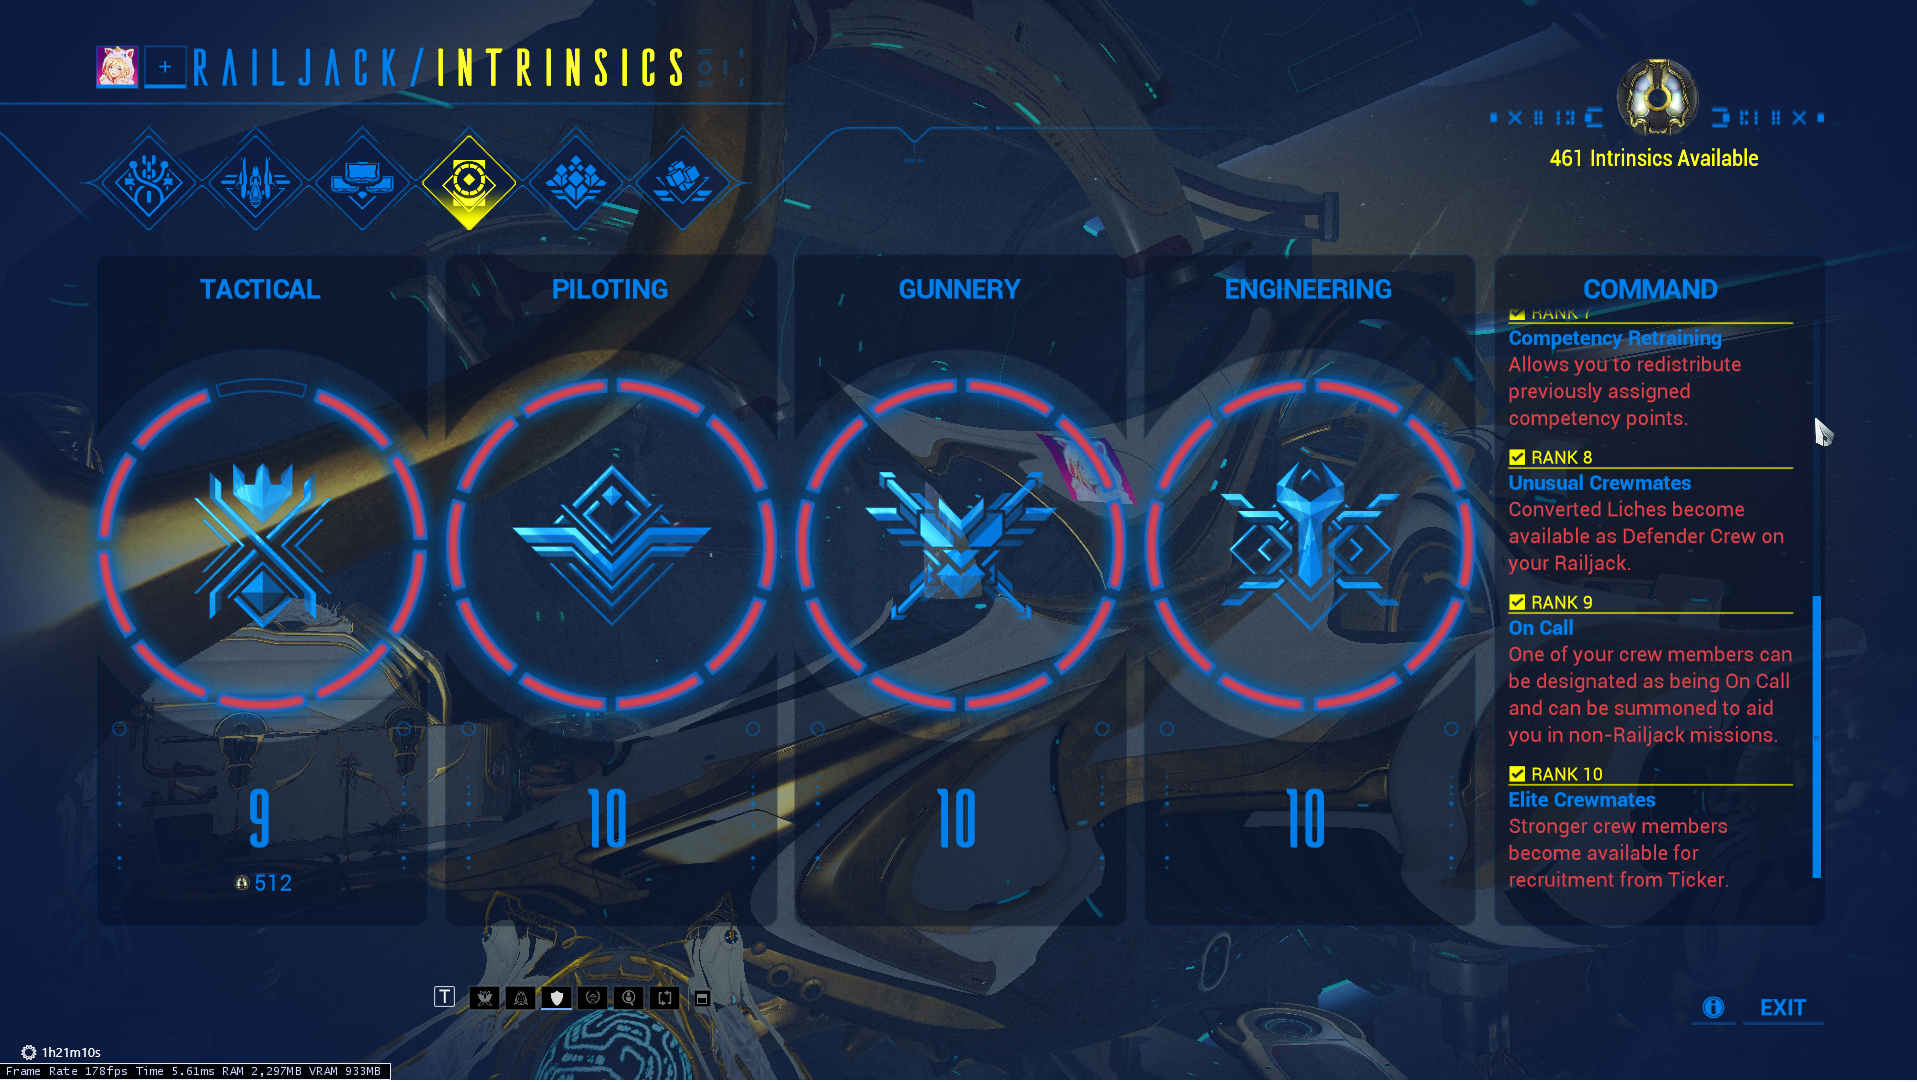 RAILJACK/INTRINSICS
461 Intrinsics Available
TACTICAL
PILOTING
GUNNERY
ENGINEERING
COMMAND
RANK 7
Competency Retraining
Allows you to redistribute
previously assigned
competency points.
RANK 8
Unusual Crewmates
Converted Liches become
available as Defender Crew on
your Railjack.
RANK 9
On Call
One of your crew members can
be designated as being On Call
and can be summoned to aid
you in non-Railjack missions.
RANK 10
Elite Crewmates
Stronger crew members
become available for
recruitment from Ticker.
9
10
10
10
512
T
EXIT
1h21m10s
Frame Rate 178fps Time 5.61ms RAM 2,297MB VRAM 933MB